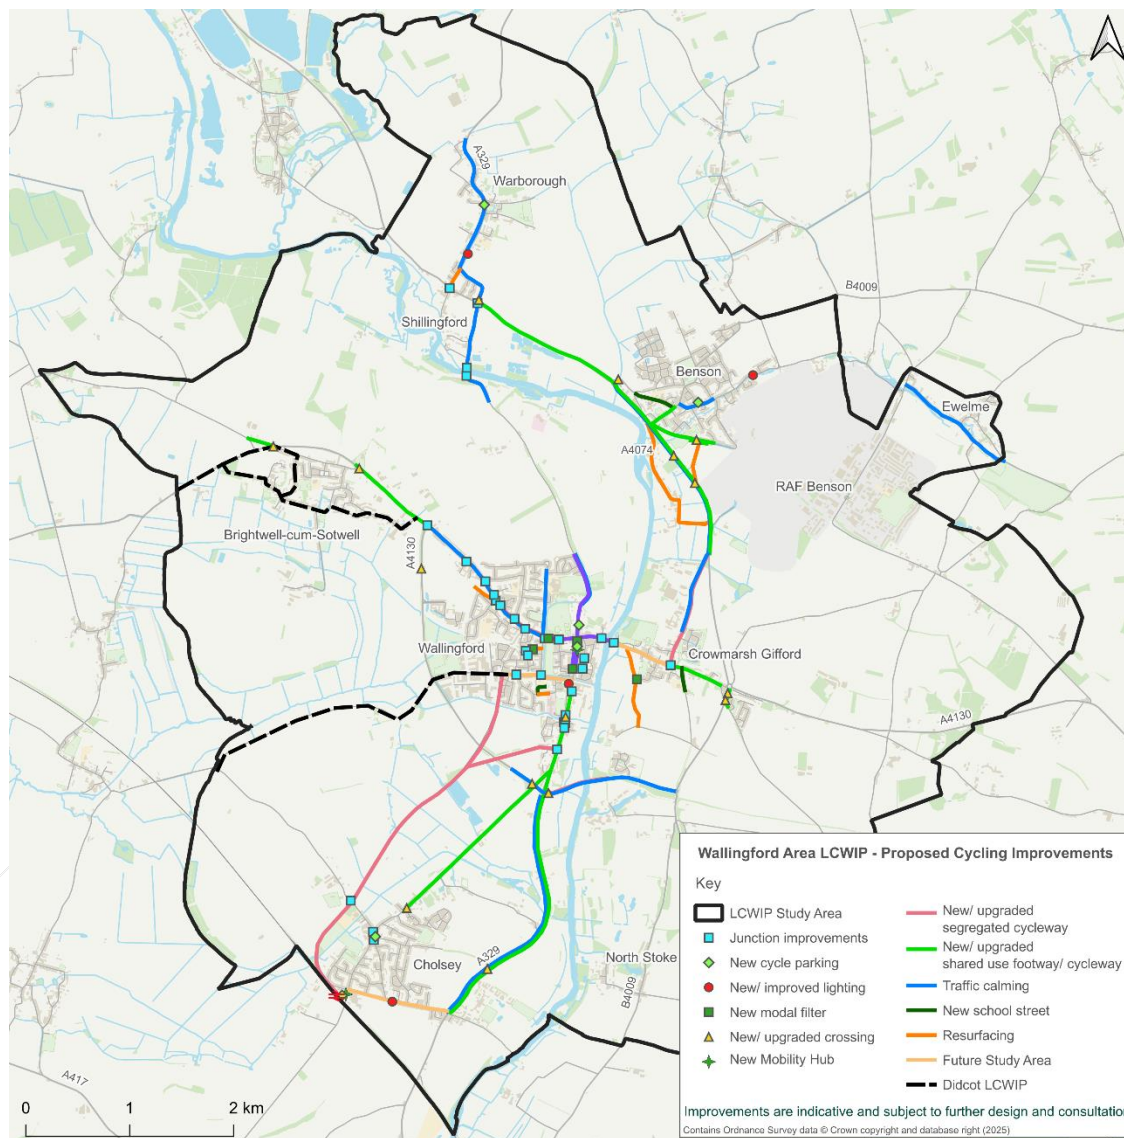 A329
Warborough
B4009
Shillingford
Benson
Ewelme
A4074
RAF Benson
Brightwell-cum-Sotwell
A4130
Wallingford
Crowmarsh Gifford
A4130
Wallingford Area LCWIP - Proposed Cycling Improvements
Key
LCWIP Study Area
Junction improvements
New cycle parking
New/ improved lighting
New modal filter
New/ upgraded crossing
New Mobility Hub
New/ upgraded
segregated cycleway
New/ upgraded
shared use footway/ cycleway
Traffic calming
New school street
Resurfacing
Future Study Area
Didcot LCWIP
Cholsey
A329
North Stoke
B4009
A417
0 1 2 km
Improvements are indicative and subject to further design and consultation
Contains Ordnance Survey data © Crown copyright and database right (2025)